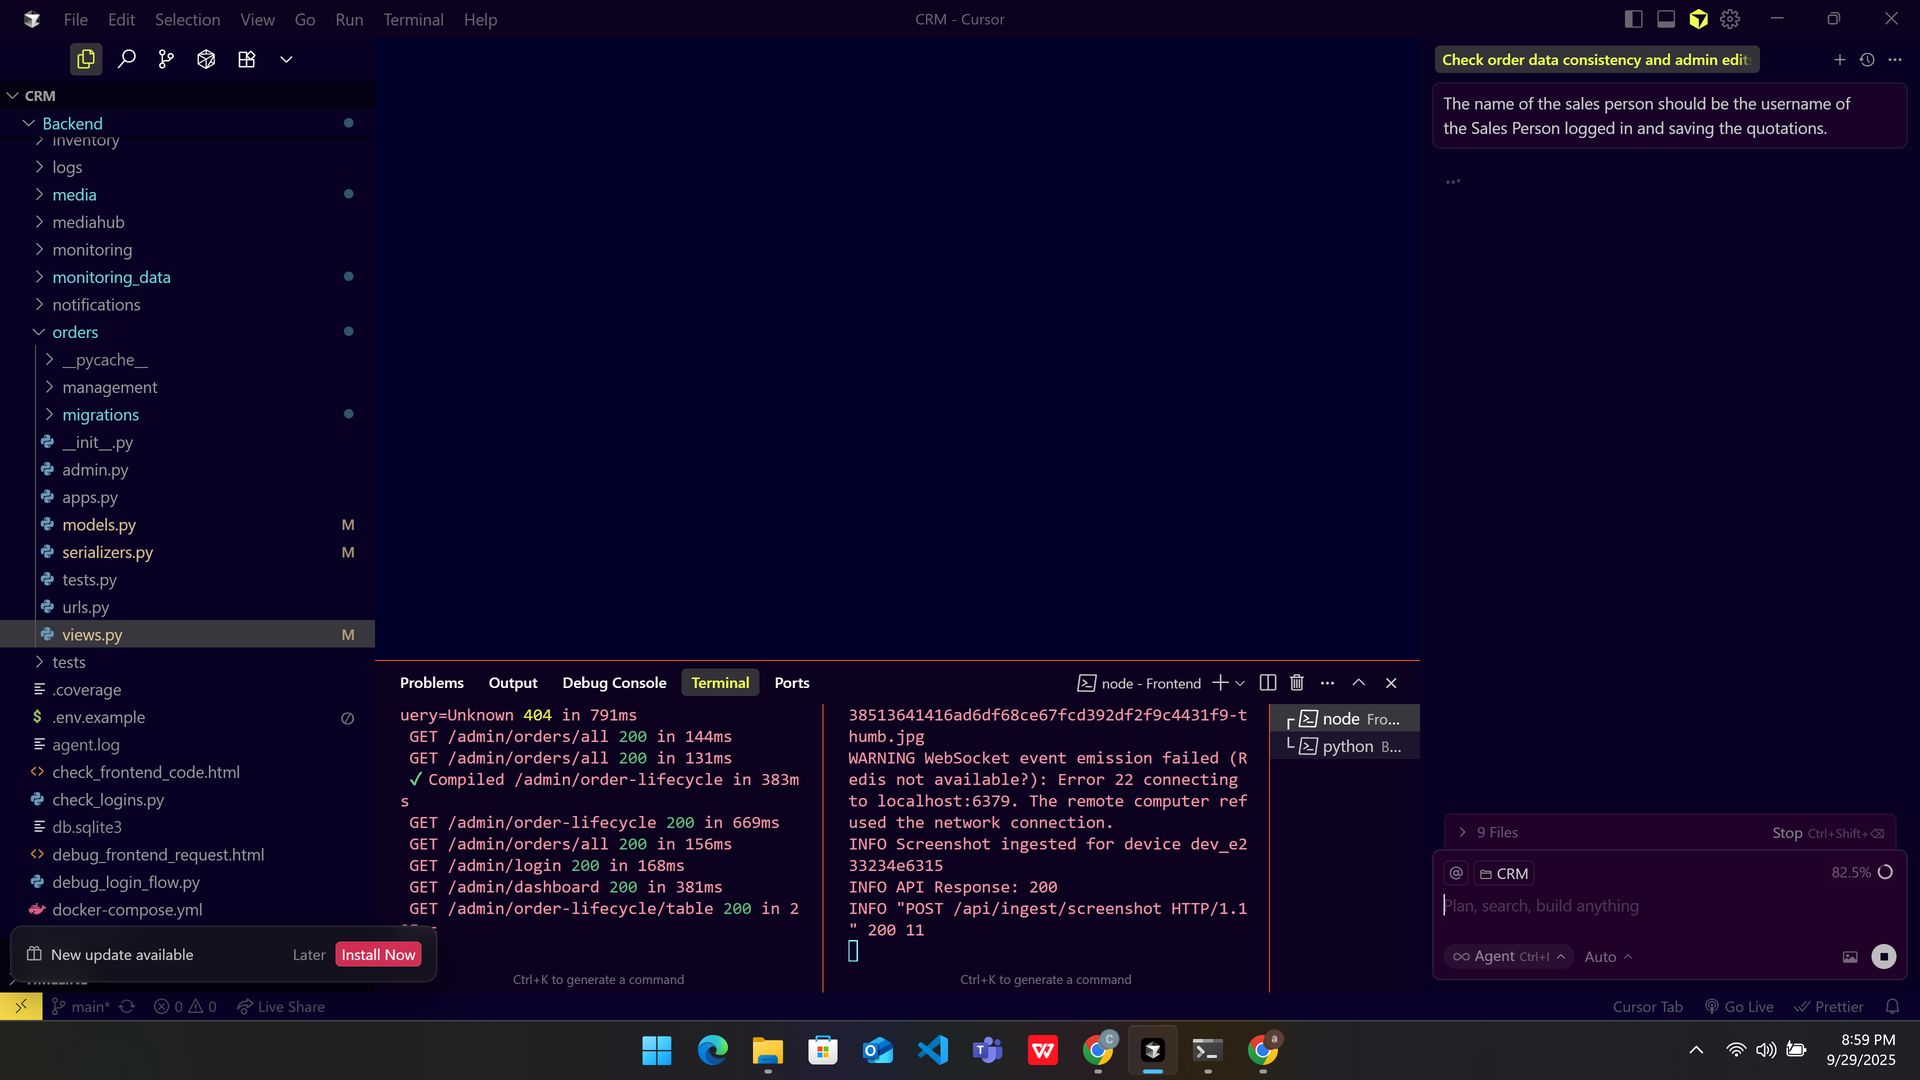 File Edit Selection View Go Run Terminal Help
CRM - Cursor
CRM
Backend
inventory
logs
media
mediahub
monitoring
monitoring_data
notifications
orders
__pycache__
management
migrations
__init__.py
admin.py
apps.py
models.py M
serializers.py M
tests.py
urls.py
views.py M
tests
.coverage
.env.example
agent.log
check_frontend_code.html
check_logins.py
db.sqlite3
debug_frontend_request.html
debug_login_flow.py
docker-compose.yml
New update available Later Install Now
TIMELINE
Problems Output Debug Console Terminal Ports
node - Frontend
uery=Unknown 404 in 791ms
GET /admin/orders/all 200 in 144ms
GET /admin/orders/all 200 in 131ms
✓ Compiled /admin/order-lifecycle in 383m
s
GET /admin/order-lifecycle 200 in 669ms
GET /admin/orders/all 200 in 156ms
GET /admin/login 200 in 168ms
GET /admin/dashboard 200 in 381ms
GET /admin/order-lifecycle/table 200 in 2
Ctrl+K to generate a command
38513641416ad6df68ce67fcd392df2f9c4431f9-t
humb.jpg
WARNING WebSocket event emission failed (R
edis not available?): Error 22 connecting
to localhost:6379. The remote computer ref
used the network connection.
INFO Screenshot ingested for device dev_e2
33234e6315
INFO API Response: 200
INFO "POST /api/ingest/screenshot HTTP/1.1
" 200 11
Ctrl+K to generate a command
node Fro...
python B...
Check order data consistency and admin edit
The name of the sales person should be the username of
the Sales Person logged in and saving the quotations.
9 Files Stop Ctrl+Shift+⌫
@ CRM 82.5%
Plan, search, build anything
Agent Ctrl+I Auto
main* 0 0 Live Share
Cursor Tab Go Live Prettier
C a
8:59 PM
9/29/2025